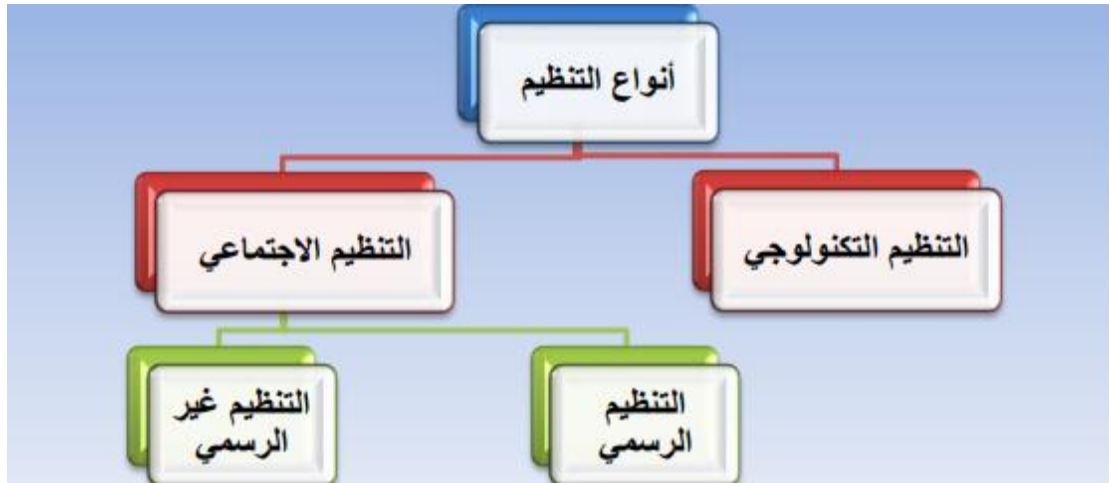 أنواع التنظيم
التنظيم التكنولوجي
التنظيم الاجتماعي
التنظيم
الرسمي
التنظيم غير
الرسمي